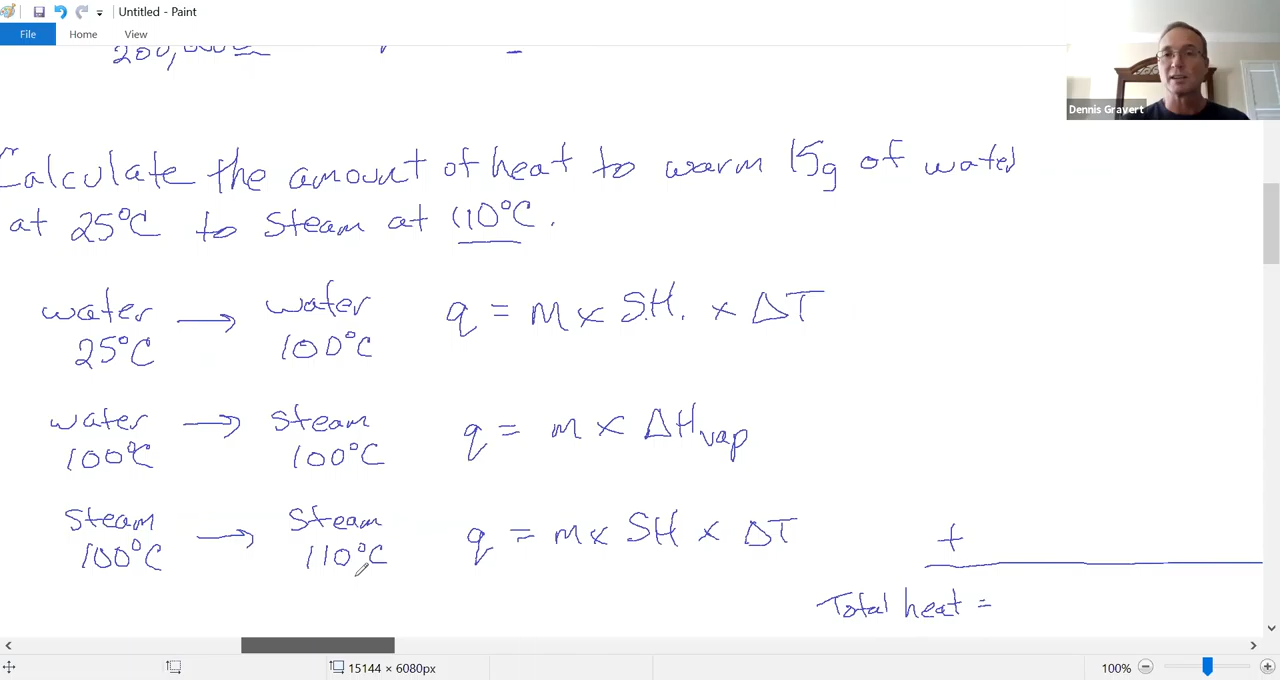 Untitled - Paint
File Home View
Dennis Grayert
Calculate the amount of heat to warm 15g of water
at 25°C to steam at 110°C.
water → water q = m x S.H. x ΔT
25°C 100°C
water → steam q = m x ΔHvap
100°C 100°C
steam → steam q = m x SH x ΔT
100°C 110°C
+
Total heat =
15144 × 6080px 100%